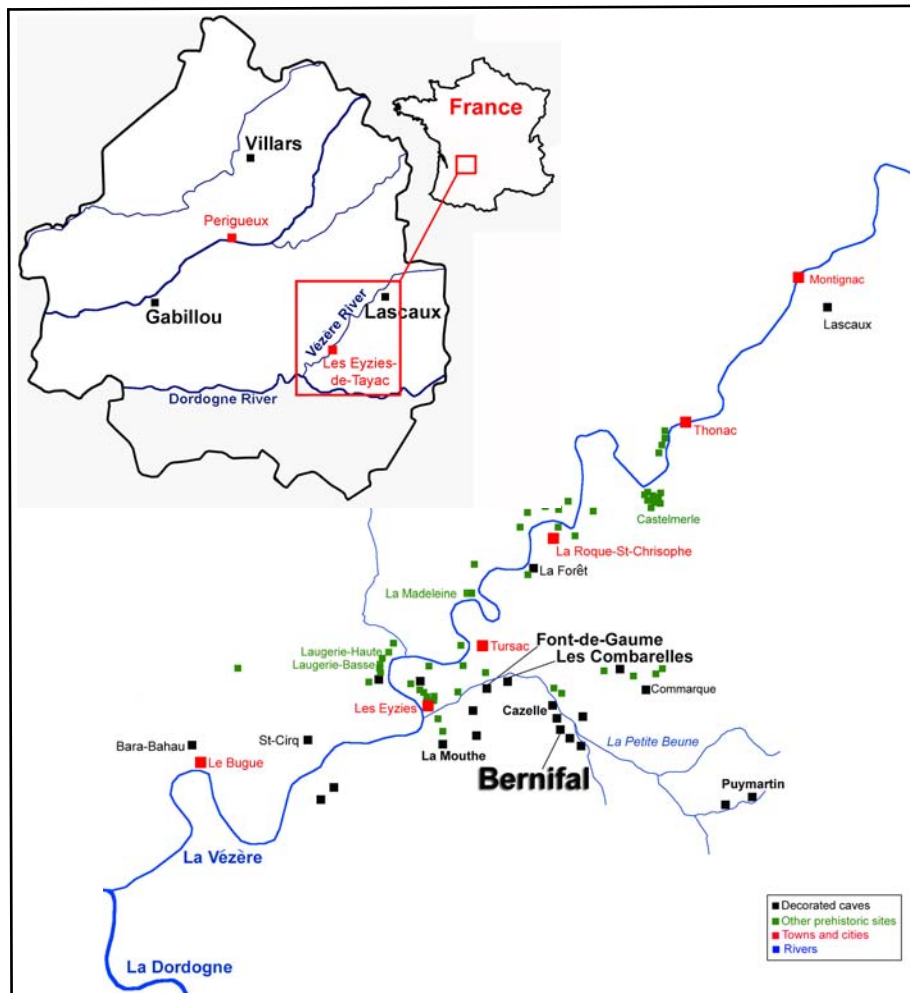 France
Villars
Perigueux
Gabillou
Lascaux
Vézère River
Les Eyzies-
de-Tayac
Dordogne River
Montignac
Lascaux
Thonac
Castelmerle
La Roque-St-Chrisophe
La Forêt
La Madeleine
Tursac
Font-de-Gaume
Les Combarelles
Laugerie-Haute
Laugerie-Basse
Commarque
Les Eyzies
Cazelle
La Petite Beune
St-Cirq
Bara-Bahau
La Mouthe
Le Bugue
Bernifal
Puymartin
La Vézère
La Dordogne
Decorated caves
Other prehistoric sites
Towns and cities
Rivers